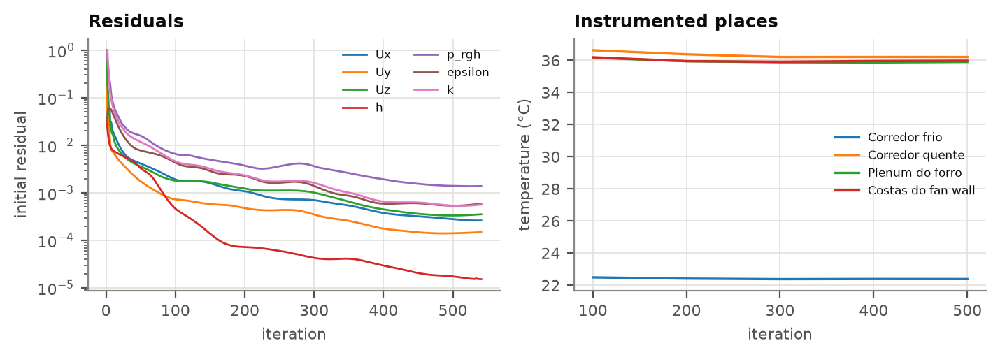 Residuals
Ux
Uy
Uz
h
p_rgh
epsilon
k
10^0
10^-1
10^-2
10^-3
10^-4
10^-5
initial residual
0 100 200 300 400 500
iteration
Instrumented places
36
34
32
30
28
26
24
22
temperature (°C)
Corredor frio
Corredor quente
Plenum do forro
Costas do fan wall
100 200 300 400 500
iteration